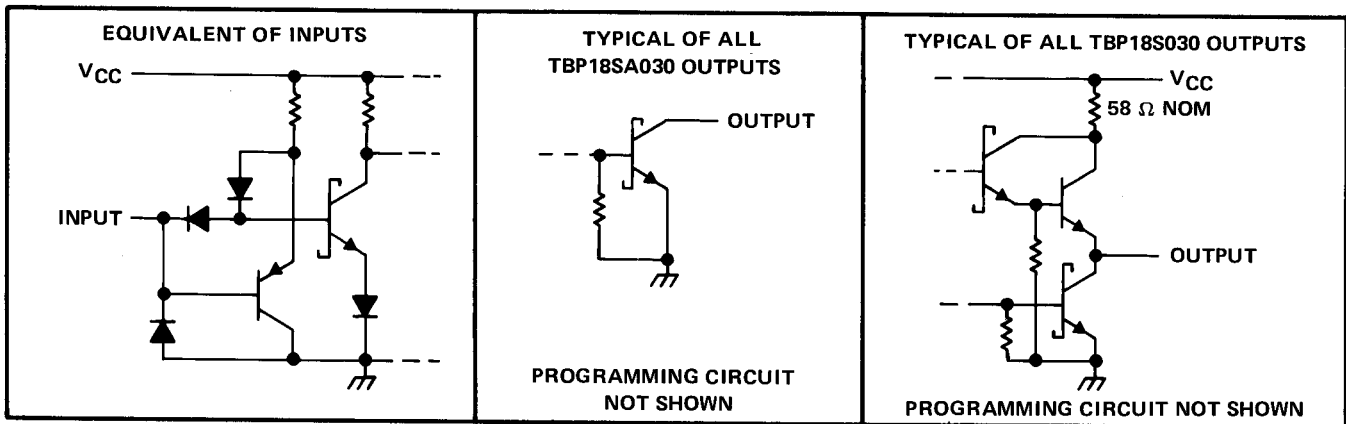 EQUIVALENT OF INPUTS
VCC
INPUT
TYPICAL OF ALL
TBP18SA030 OUTPUTS
OUTPUT
PROGRAMMING CIRCUIT
NOT SHOWN
TYPICAL OF ALL TBP18S030 OUTPUTS
VCC
58 Ω NOM
OUTPUT
PROGRAMMING CIRCUIT NOT SHOWN